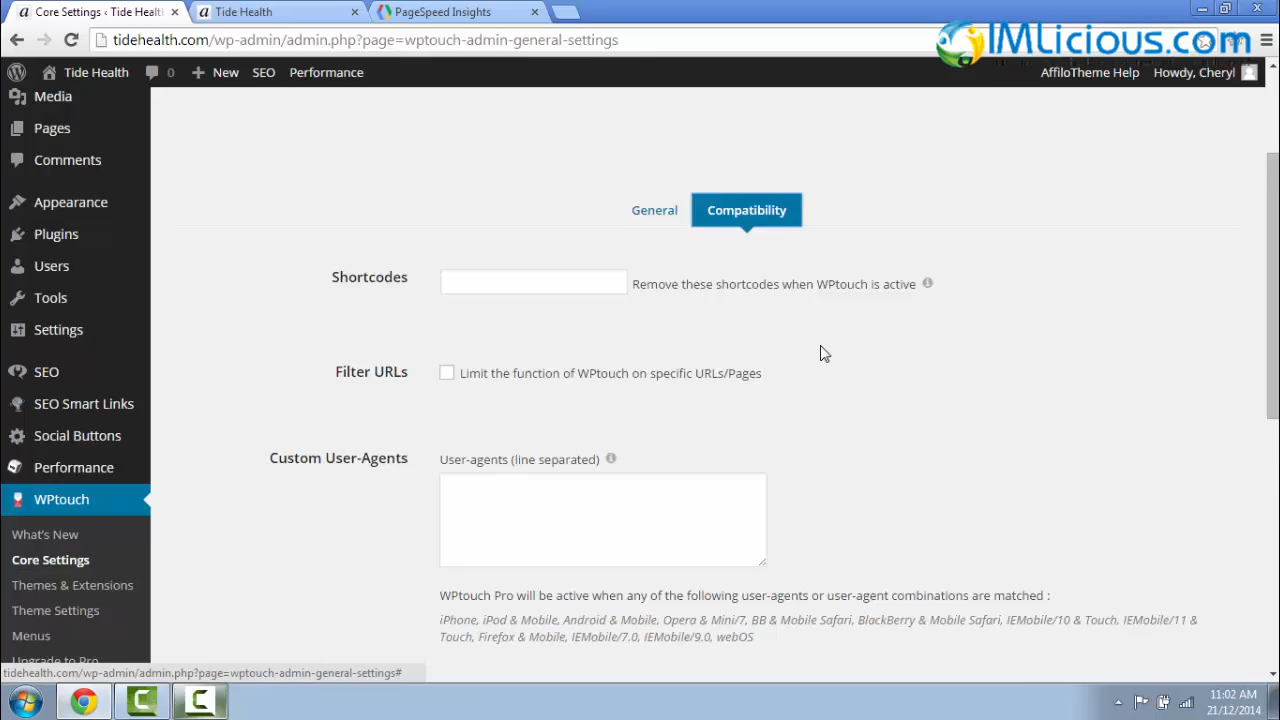 Core Settings ‹ Tide Healt
Tide Health
PageSpeed Insights
tidehealth.com/wp-admin/admin.php?page=wptouch-admin-general-settings
IMLicious.com
Tide Health
0
New
SEO
Performance
AffiloTheme Help
Howdy, Cheryl
Media
Pages
Comments
Appearance
Plugins
Users
Tools
Settings
SEO
SEO Smart Links
Social Buttons
Performance
WPtouch
What's New
Core Settings
Themes & Extensions
Theme Settings
Menus
Upgrade to Pro
General
Compatibility
Shortcodes
Remove these shortcodes when WPtouch is active
Filter URLs
Limit the function of WPtouch on specific URLs/Pages
Custom User-Agents
User-agents (line separated)
WPtouch Pro will be active when any of the following user-agents or user-agent combinations are matched :
iPhone, iPod & Mobile, Android & Mobile, Opera & Mini/7, BB & Mobile Safari, BlackBerry & Mobile Safari, IEMobile/10 & Touch, IEMobile/11 &
Touch, Firefox & Mobile, IEMobile/7.0, IEMobile/9.0, webOS
tidehealth.com/wp-admin/admin.php?page=wptouch-admin-general-settings#
11:02 AM
21/12/2014